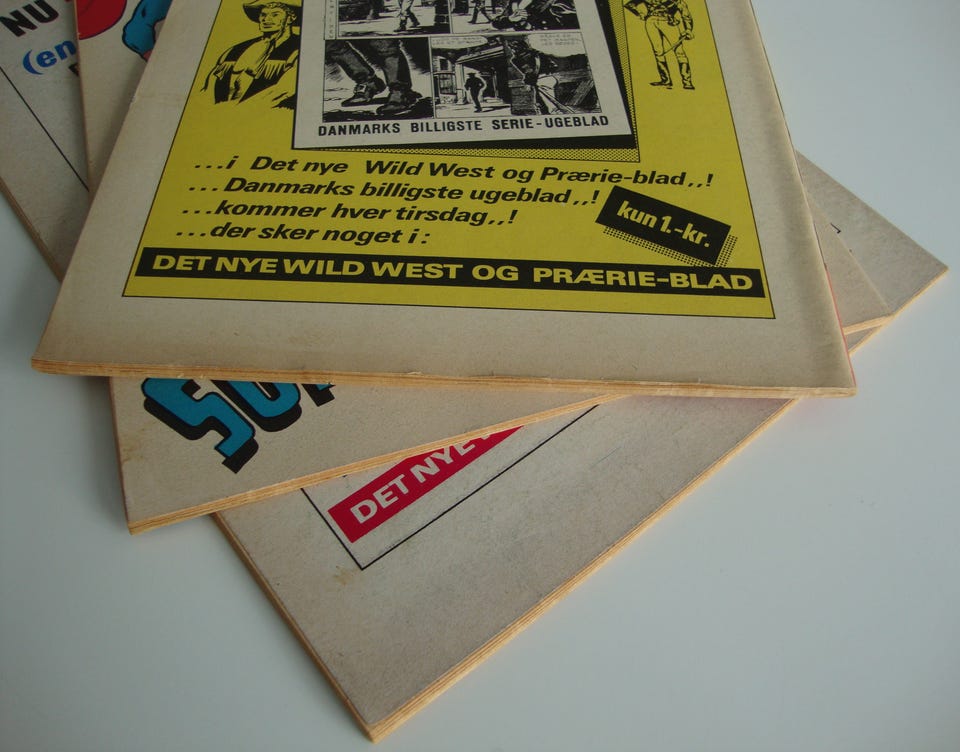 NU
(en
DANMARKS BILLIGSTE SERIE-UGEBLAD
...i Det nye Wild West og Prærie-blad,,!
...Danmarks billigste ugeblad,,!
...kommer hver tirsdag,,!
...der sker noget i:
kun 1.-kr.
DET NYE WILD WEST OG PRÆRIE-BLAD
DET NYE